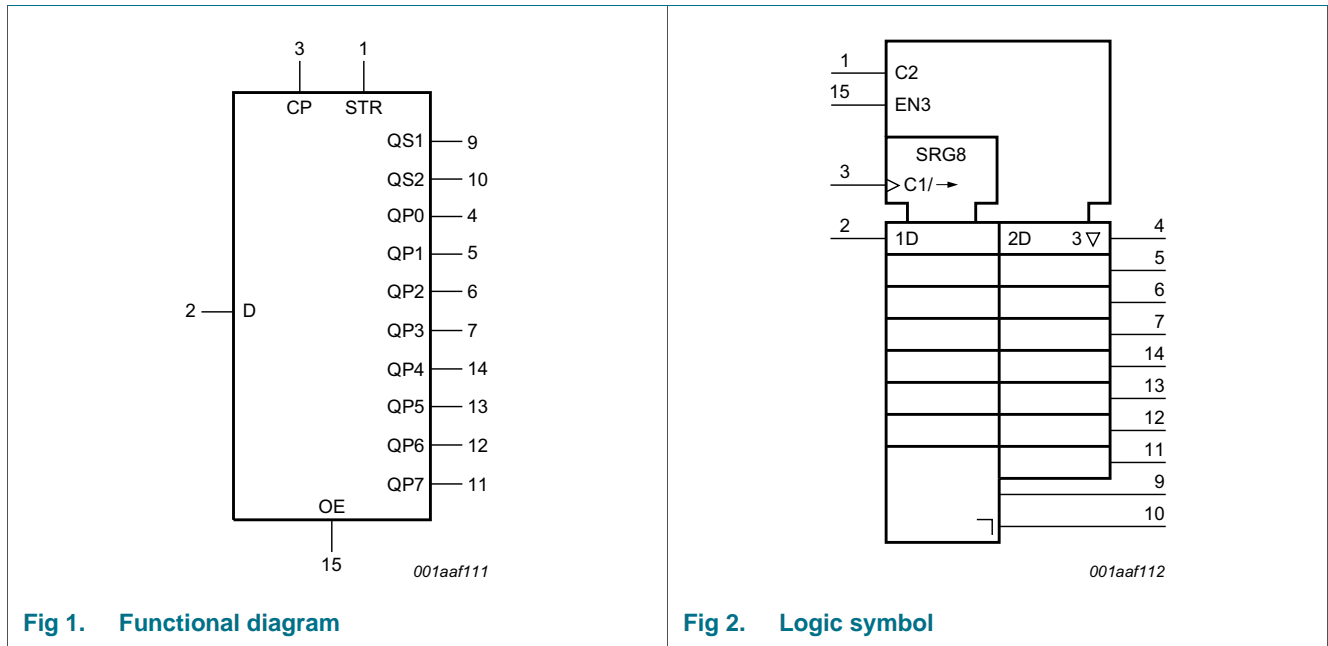 3 1
CP STR
QS1 9
QS2 10
QP0 4
QP1 5
QP2 6
2 D
QP3 7
QP4 14
QP5 13
QP6 12
QP7 11
OE
15
001aaf111
Fig 1. Functional diagram
1 C2
15 EN3
SRG8
3 C1/→
2 1D 2D 3 ▽ 4
5
6
7
14
13
12
11
9
10
001aaf112
Fig 2. Logic symbol